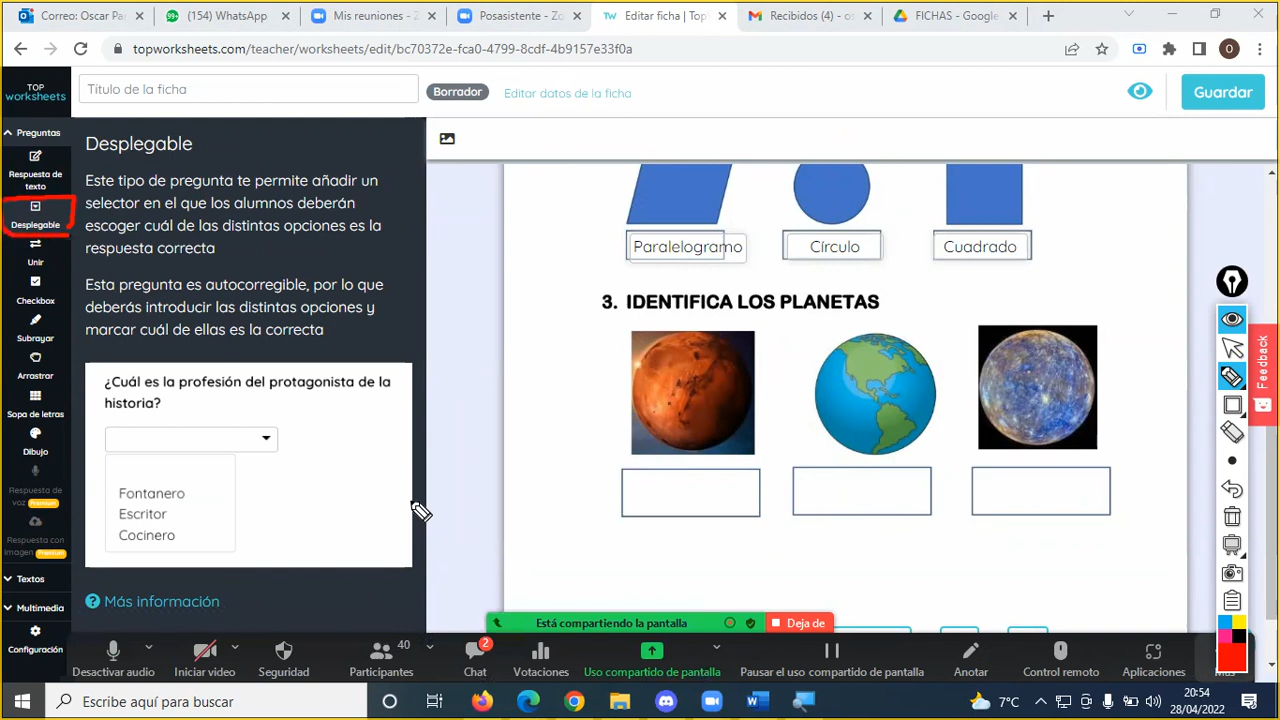 Correo: Oscar Pa
(154) WhatsApp
Mis reuniones - Z
Posasistente - Zo
TW
Editar ficha | Top
Recibidos (4) - os
FICHAS - Google
topworksheets.com/teacher/worksheets/edit/bc70372e-fca0-4799-8cdf-4b9157e33f0a
O
TOP
worksheets
Título de la ficha
Borrador
Editar datos de la ficha
Guardar
Preguntas
Respuesta de
texto
Desplegable
Unir
Checkbox
Subrayar
Arrastrar
Sopa de letras
Dibujo
Respuesta de
voz Premium
Respuesta con
imagen Premium
Textos
Multimedia
Configuración
Desplegable
Este tipo de pregunta te permite añadir un
selector en el que los alumnos deberán
escoger cuál de las distintas opciones es la
respuesta correcta
Esta pregunta es autocorregible, por lo que
deberás introducir las distintas opciones y
marcar cuál de ellas es la correcta
¿Cuál es la profesión del protagonista de la
historia?
Fontanero
Escritor
Cocinero
? Más información
Paralelogramo
Círculo
Cuadrado
3. IDENTIFICA LOS PLANETAS
Feedback
Está compartiendo la pantalla
Deja de
Desactivar audio
Iniciar video
Seguridad
Participantes
40
Chat
2
Votaciones
Uso compartido de pantalla
Pausar el uso compartido de pantalla
Anotar
Control remoto
Aplicaciones
Más
Escribe aquí para buscar
7°C
20:54
28/04/2022